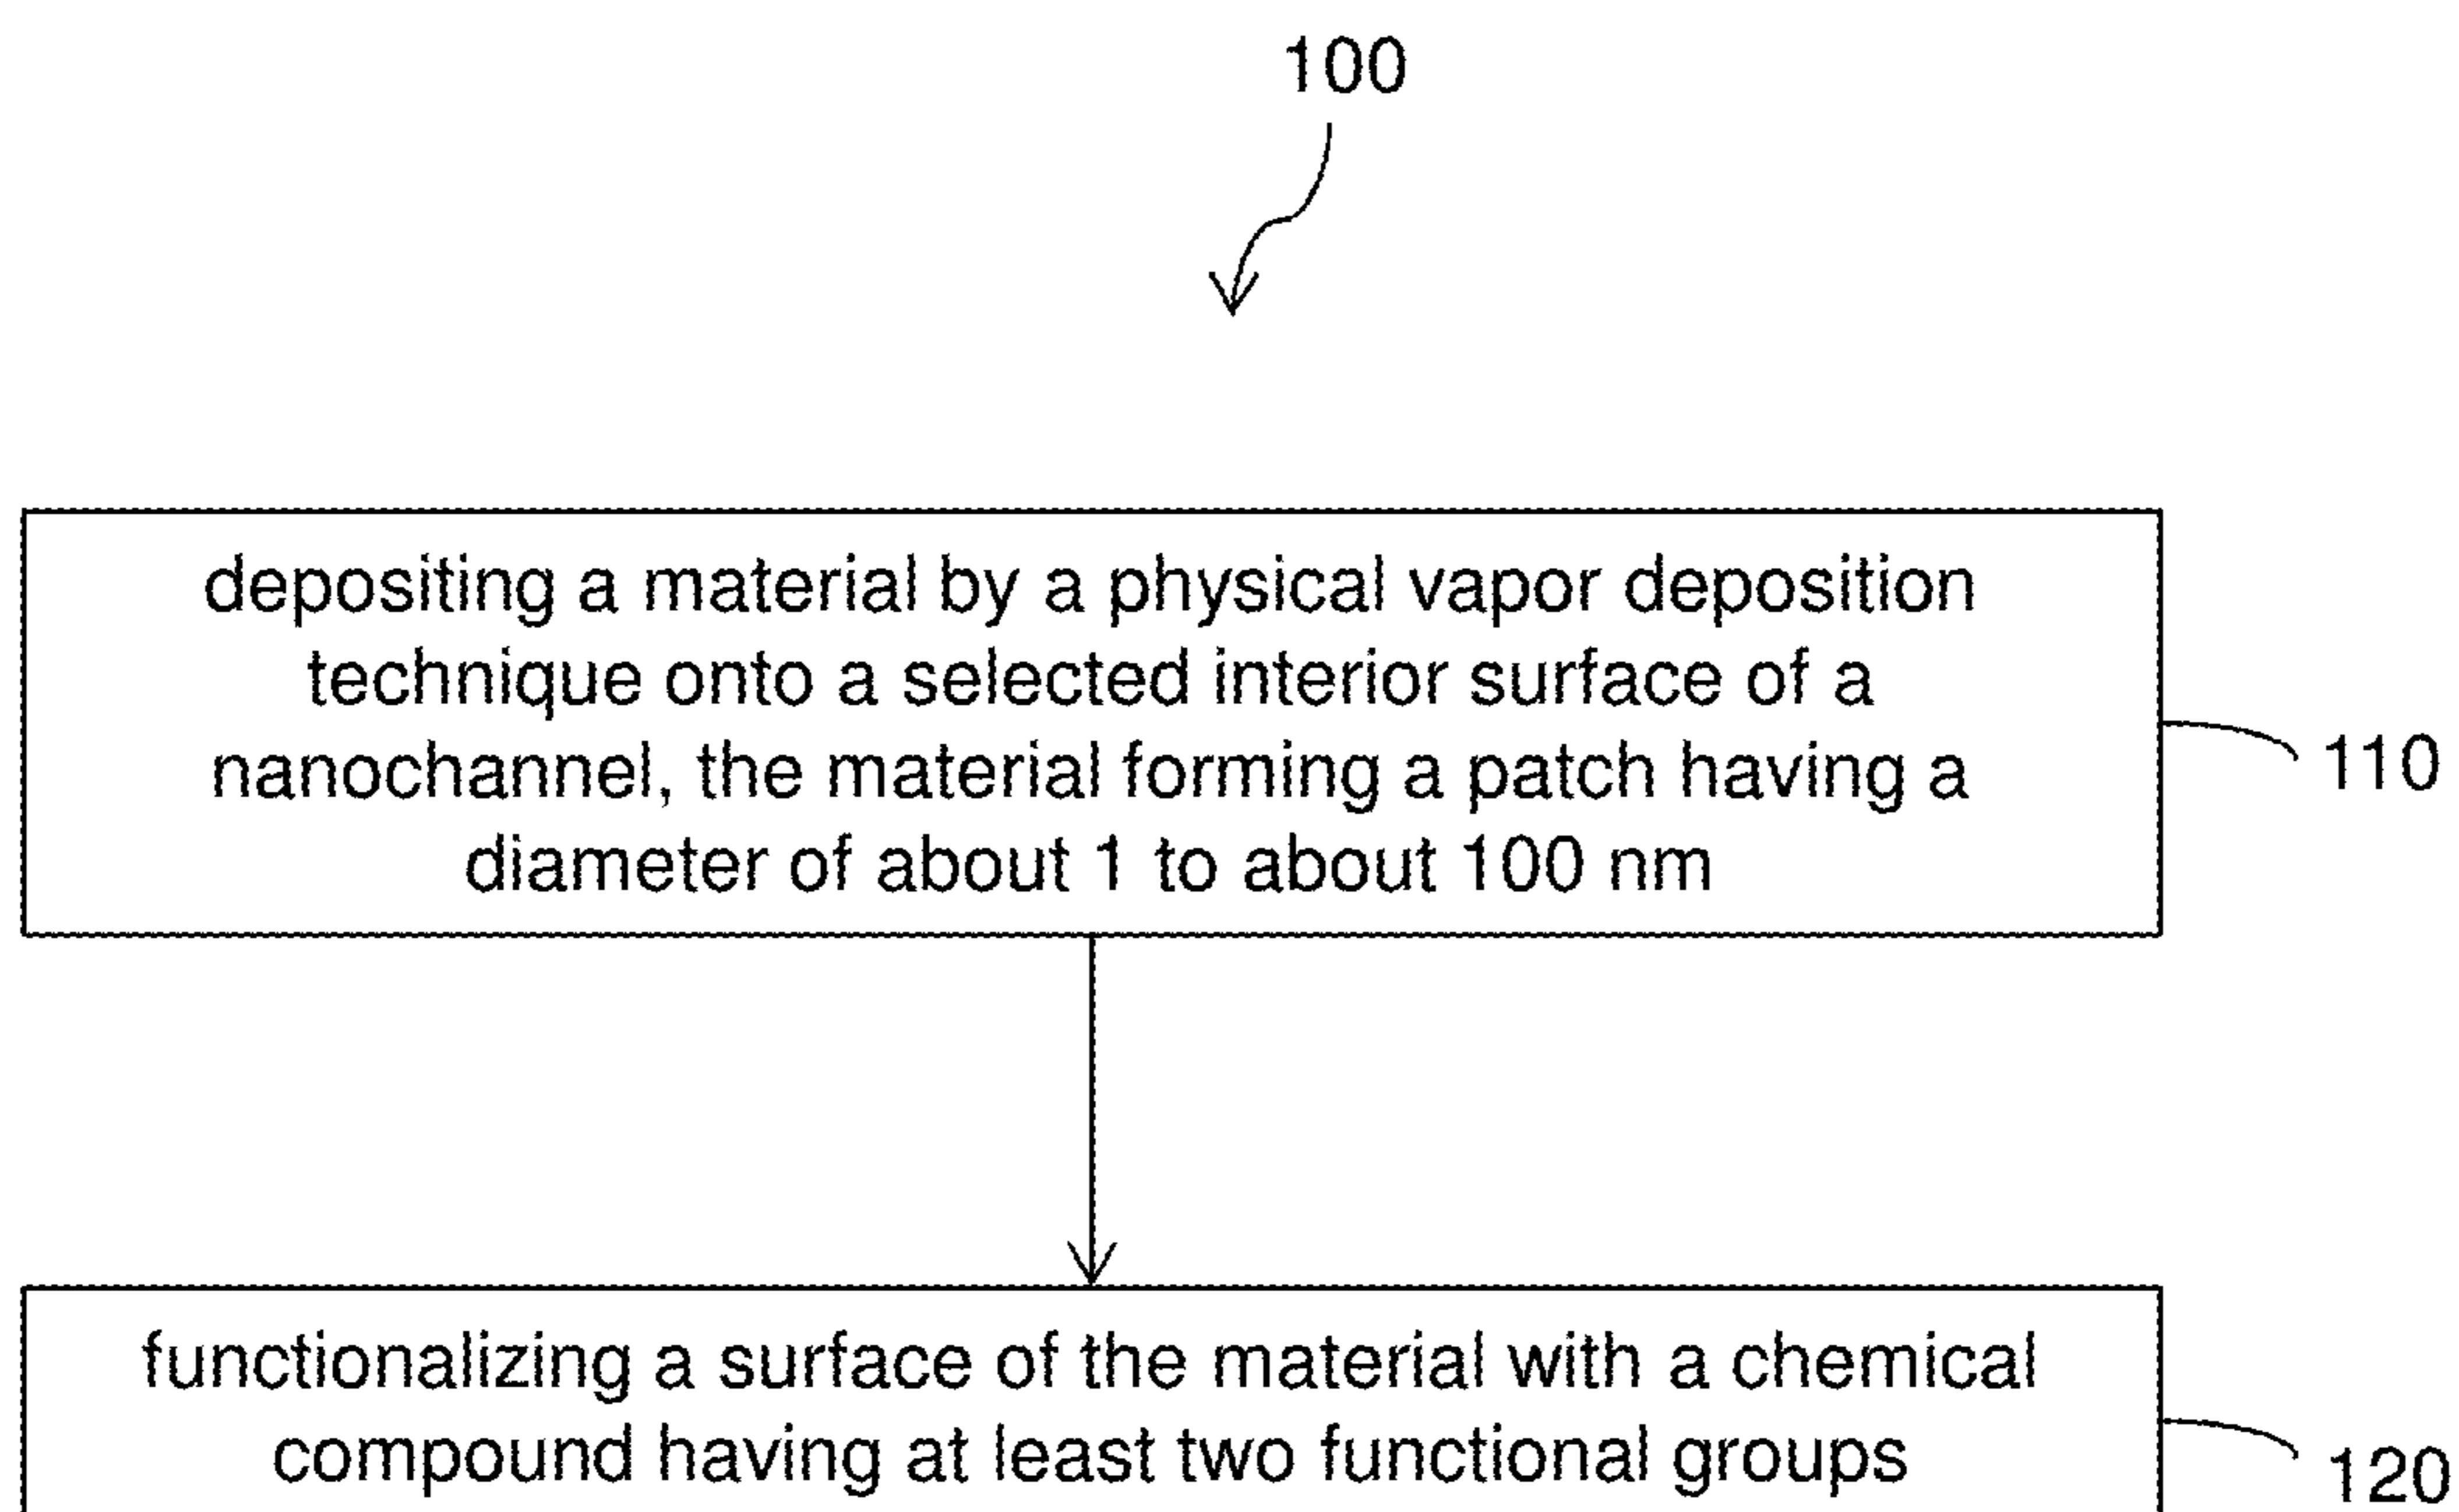 100
depositing a material by a physical vapor deposition
technique onto a selected interior surface of a
nanochannel, the material forming a patch having a
diameter of about 1 to about 100 nm
110
functionalizing a surface of the material with a chemical
compound having at least two functional groups
120